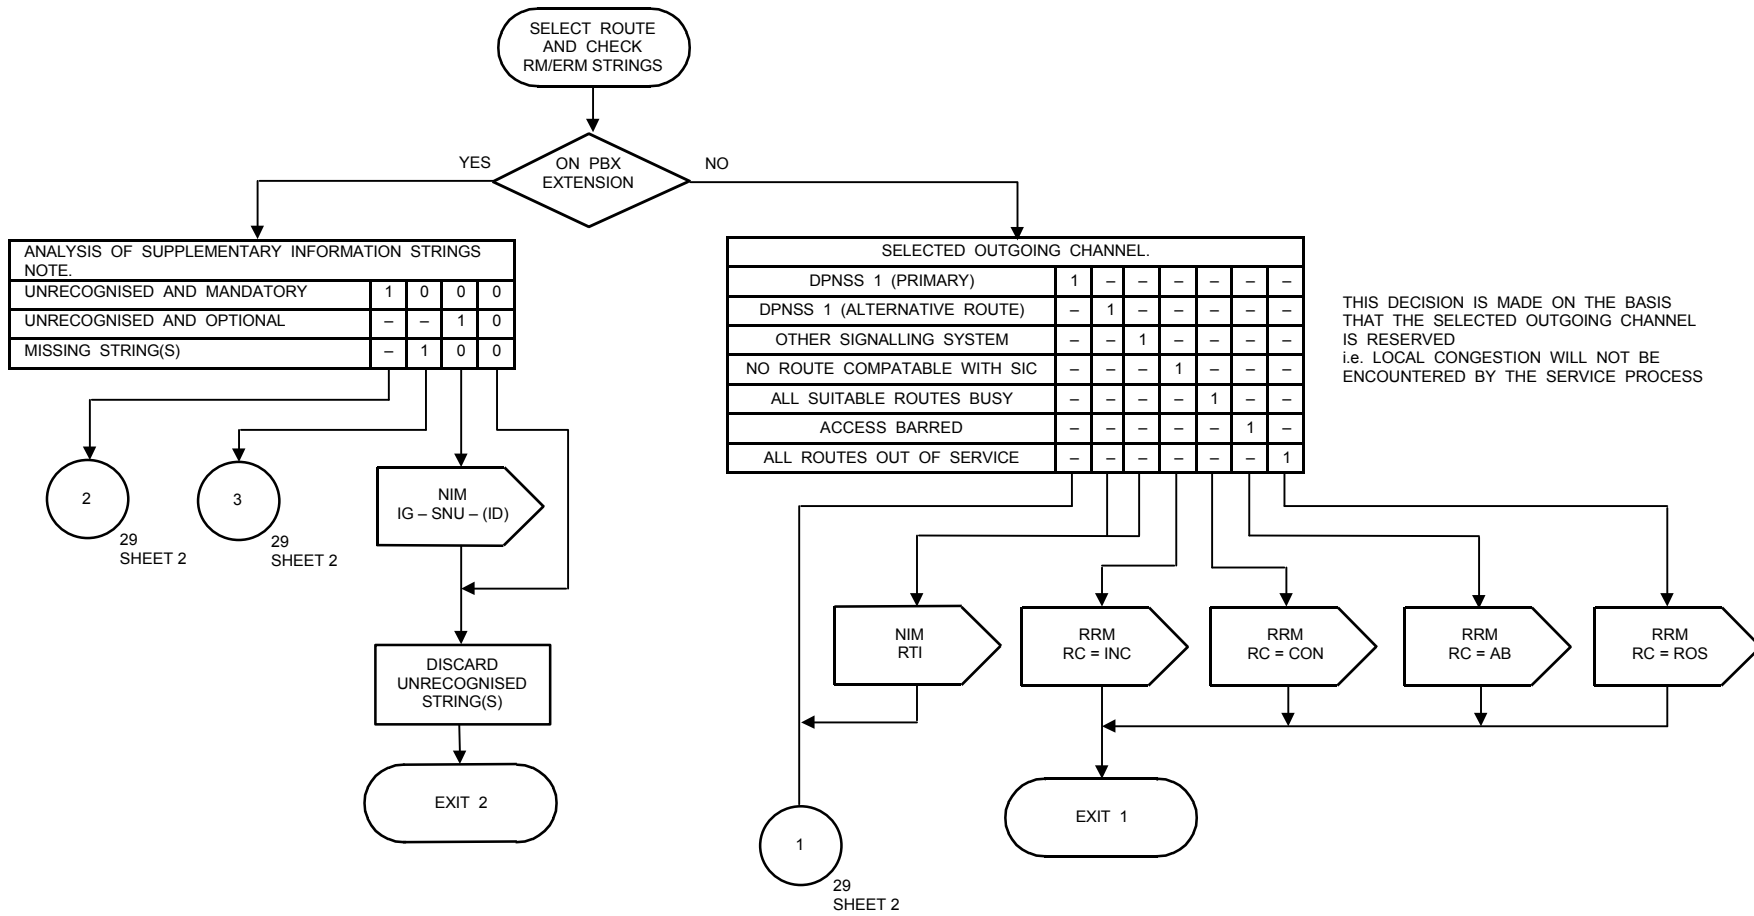 SELECT ROUTE
AND CHECK
RM/ERM STRINGS
YES
ON PBX
EXTENSION
NO
ANALYSIS OF SUPPLEMENTARY INFORMATION STRINGS
NOTE.
UNRECOGNISED AND MANDATORY 1 0 0 0
UNRECOGNISED AND OPTIONAL – – 1 0
MISSING STRING(S) – 1 0 0
2
29
SHEET 2
3
29
SHEET 2
NIM
IG – SNU – (ID)
DISCARD
UNRECOGNISED
STRING(S)
EXIT 2
SELECTED OUTGOING CHANNEL.
DPNSS 1 (PRIMARY) 1 – – – – – –
DPNSS 1 (ALTERNATIVE ROUTE) – 1 – – – – –
OTHER SIGNALLING SYSTEM – – 1 – – – –
NO ROUTE COMPATABLE WITH SIC – – – 1 – – –
ALL SUITABLE ROUTES BUSY – – – – 1 – –
ACCESS BARRED – – – – – 1 –
ALL ROUTES OUT OF SERVICE – – – – – – 1
THIS DECISION IS MADE ON THE BASIS
THAT THE SELECTED OUTGOING CHANNEL
IS RESERVED
i.e. LOCAL CONGESTION WILL NOT BE
ENCOUNTERED BY THE SERVICE PROCESS
NIM
RTI
RRM
RC = INC
RRM
RC = CON
RRM
RC = AB
RRM
RC = ROS
1
29
SHEET 2
EXIT 1